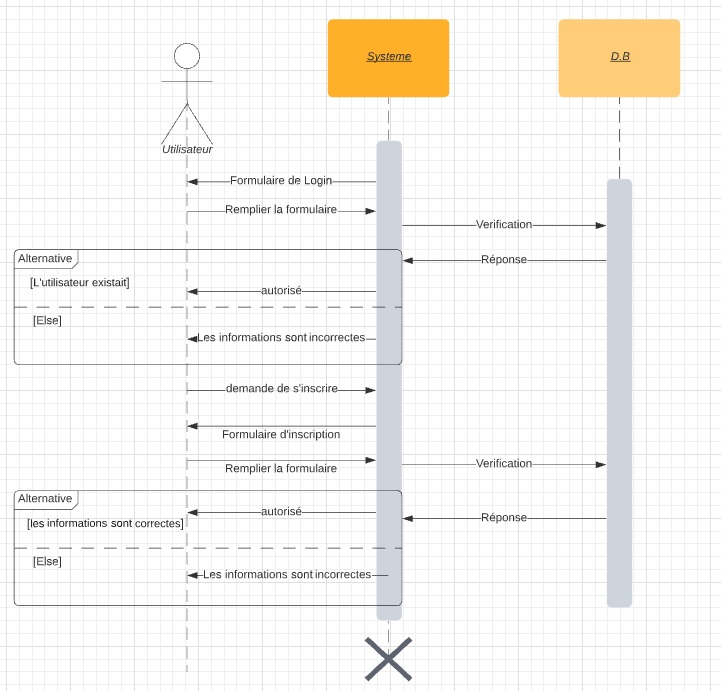 Systeme
D.B
Utilisateur
Formulaire de Login
Remplier la formulaire
Verification
Alternative
Réponse
[L'utilisateur existait]
autorisé
[Else]
Les informations sont incorrectes
demande de s'inscrire
Formulaire d'inscription
Remplier la formulaire
Verification
Alternative
autorisé
Réponse
[les informations sont correctes]
[Else]
Les informations sont incorrectes